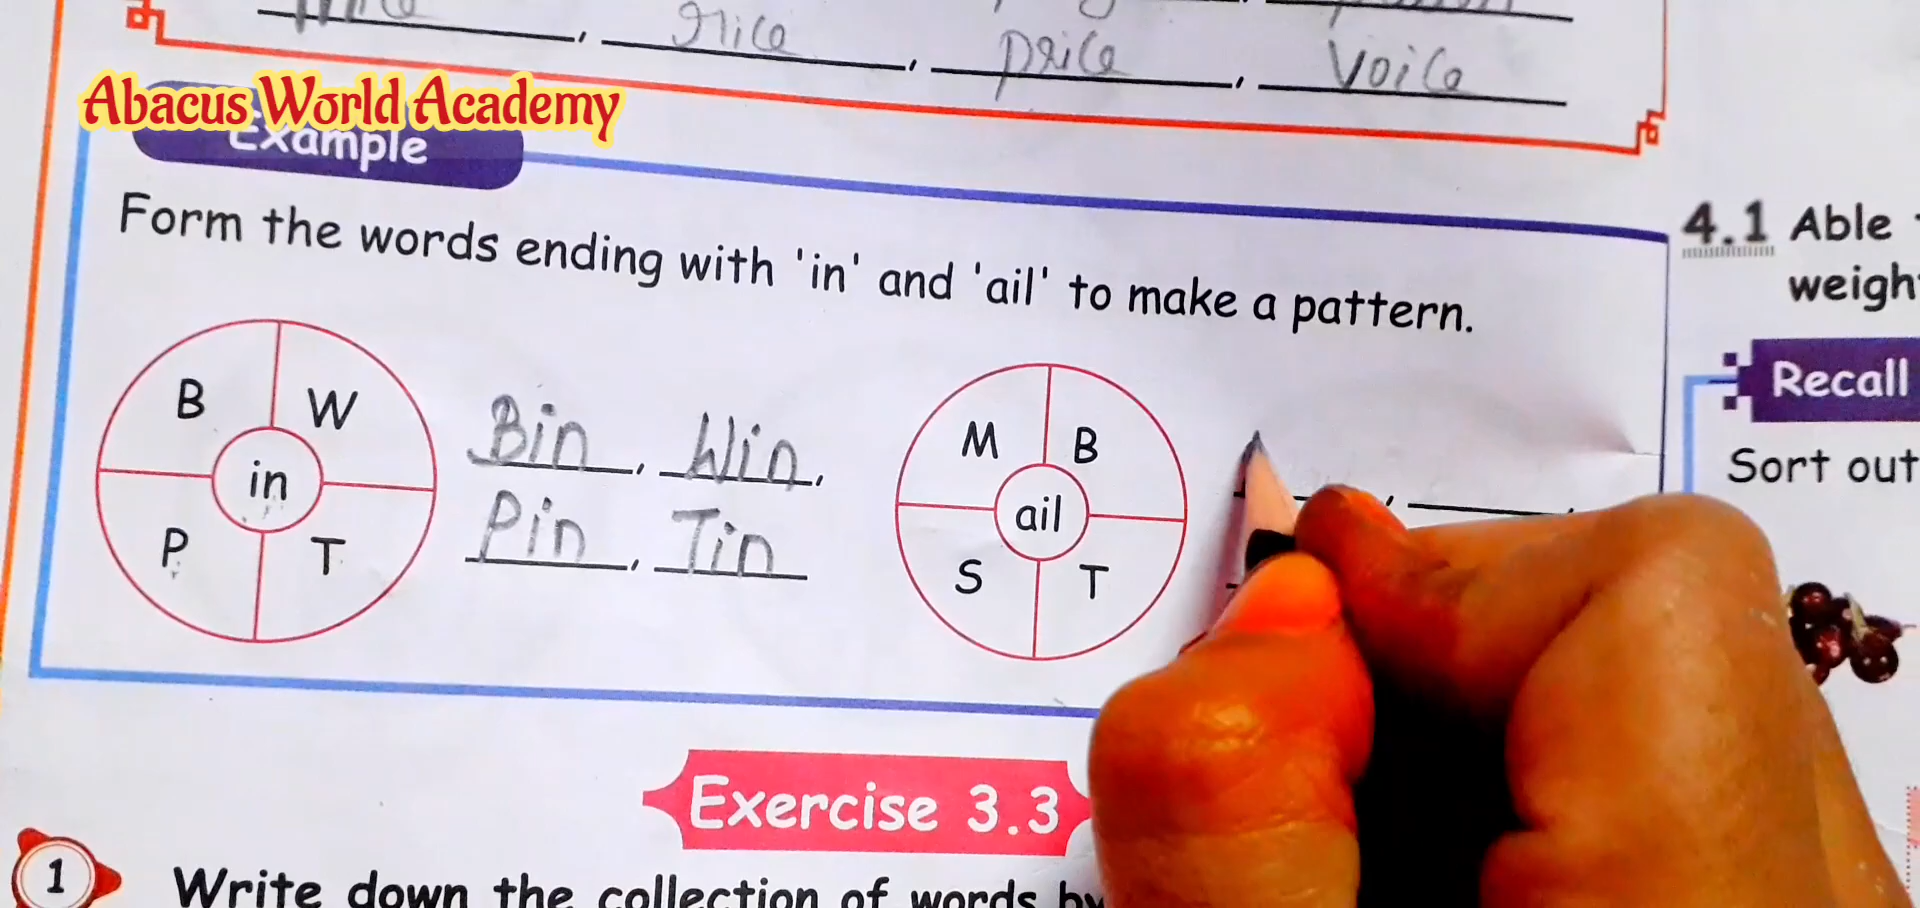 rice, price, voice
Abacus World Academy
Example
Form the words ending with 'in' and 'ail' to make a pattern.
B W
in
P T
Bin, Win,
Pin, Tin
M B
ail
S T
Exercise 3.3
1 Write down the collection of words by
4.1 Able
weigh
Recall
Sort out